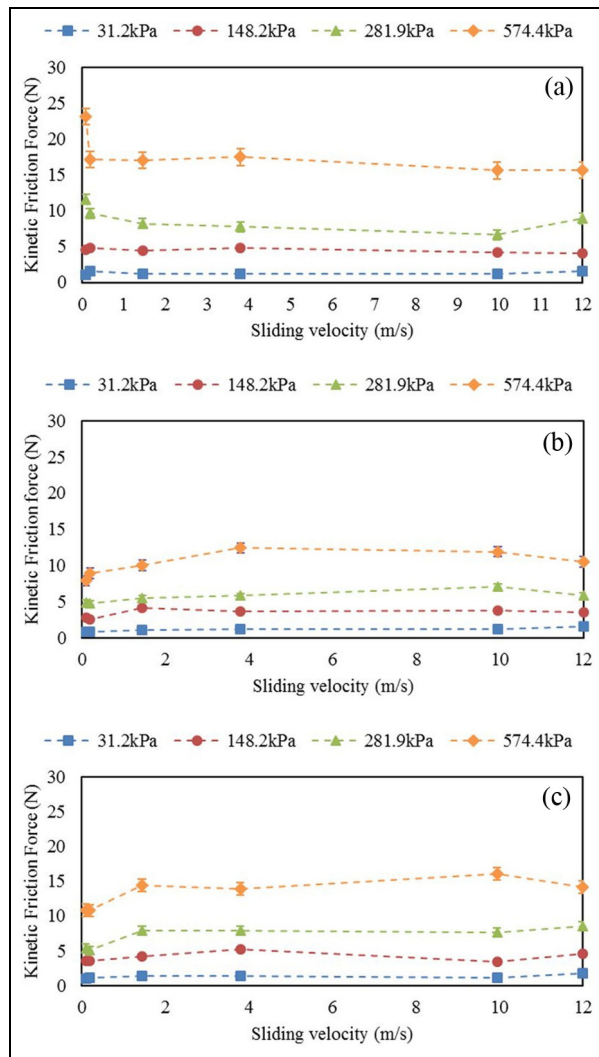 31.2kPa 148.2kPa 281.9kPa 574.4kPa
(a)
Kinetic Friction Force (N)
30
25
20
15
10
5
0
0 1 2 3 4 5 6 7 8 9 10 11 12
Sliding velocity (m/s)
31.2kPa 148.2kPa 281.9kPa 574.4kPa
(b)
Kinetic Friction force (N)
30
25
20
15
10
5
0
0 2 4 6 8 10 12
Sliding velocity (m/s)
31.2kPa 148.2kPa 281.9kPa 574.4kPa
(c)
Kinetic Friction Force (N)
30
25
20
15
10
5
0
0 2 4 6 8 10 12
Sliding velocity (m/s)